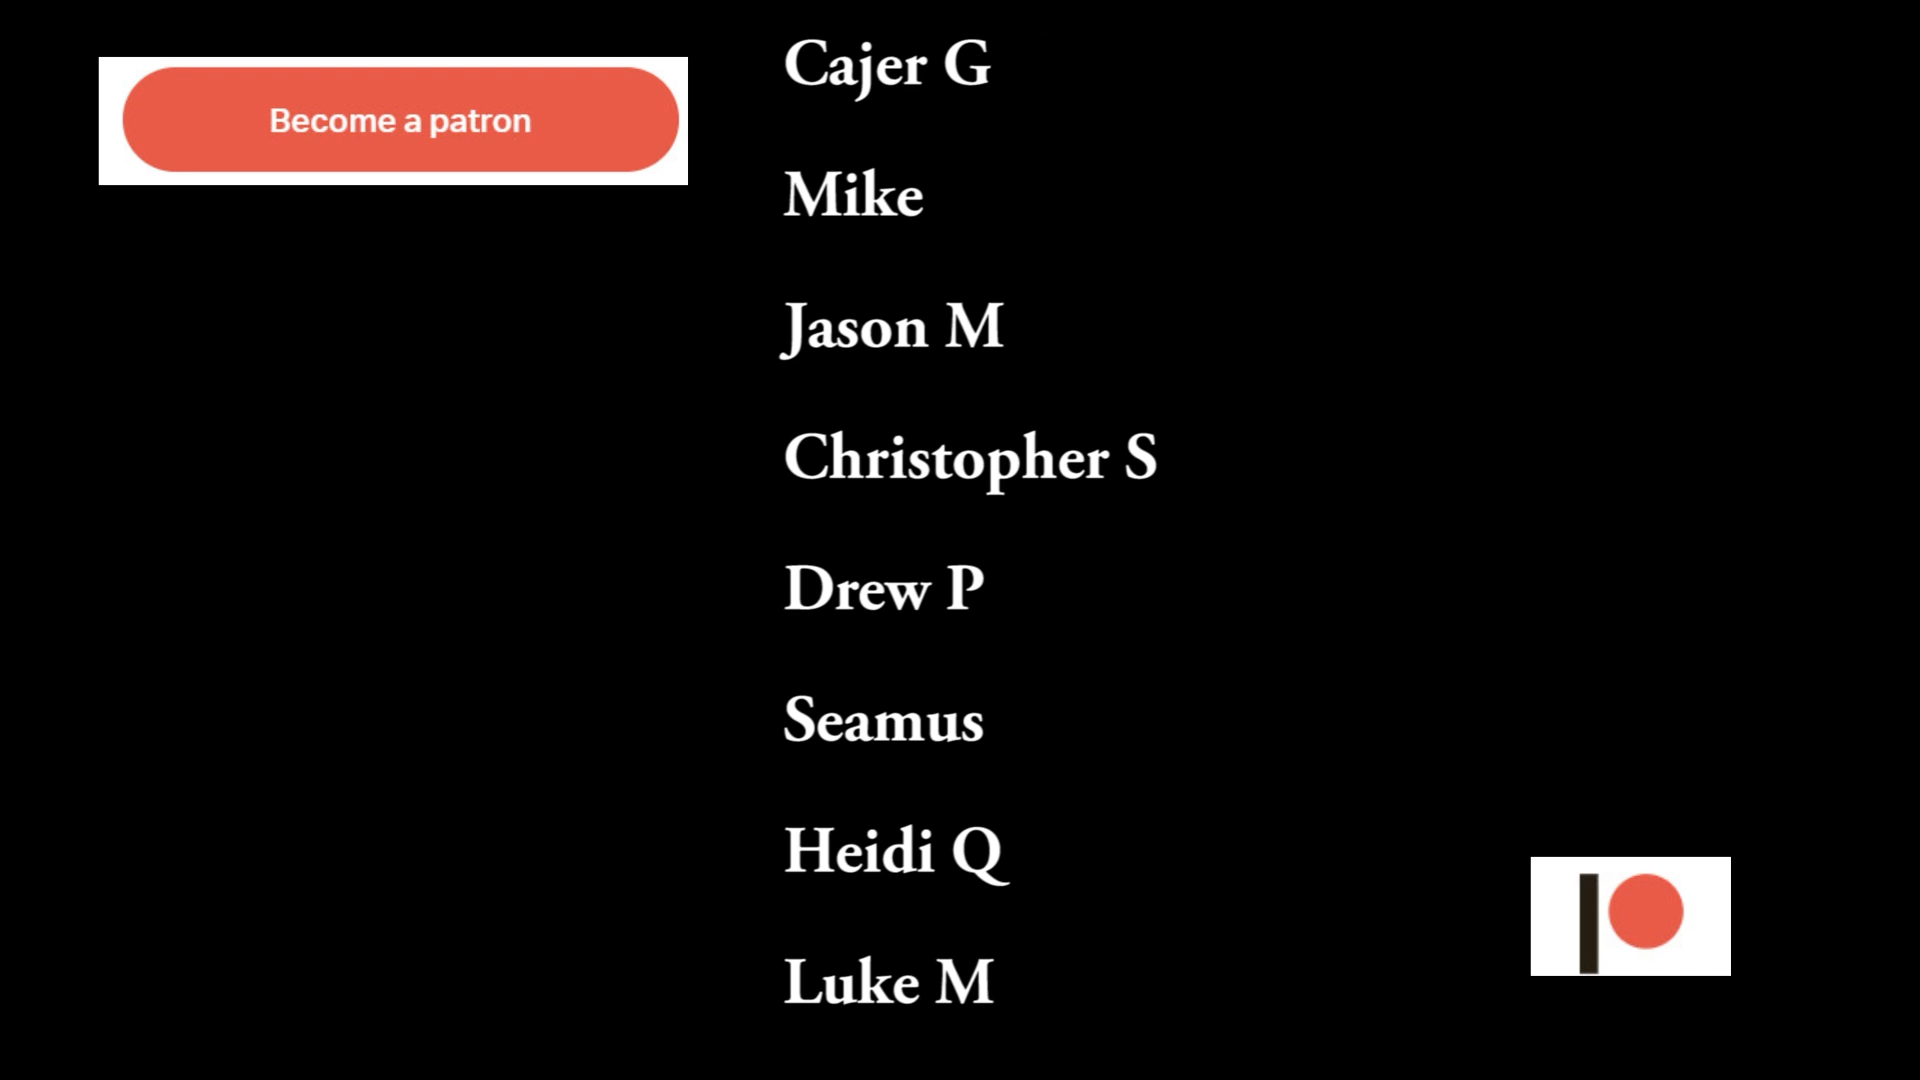 Become a patron
Cajer G
Mike
Jason M
Christopher S
Drew P
Seamus
Heidi Q
Luke M